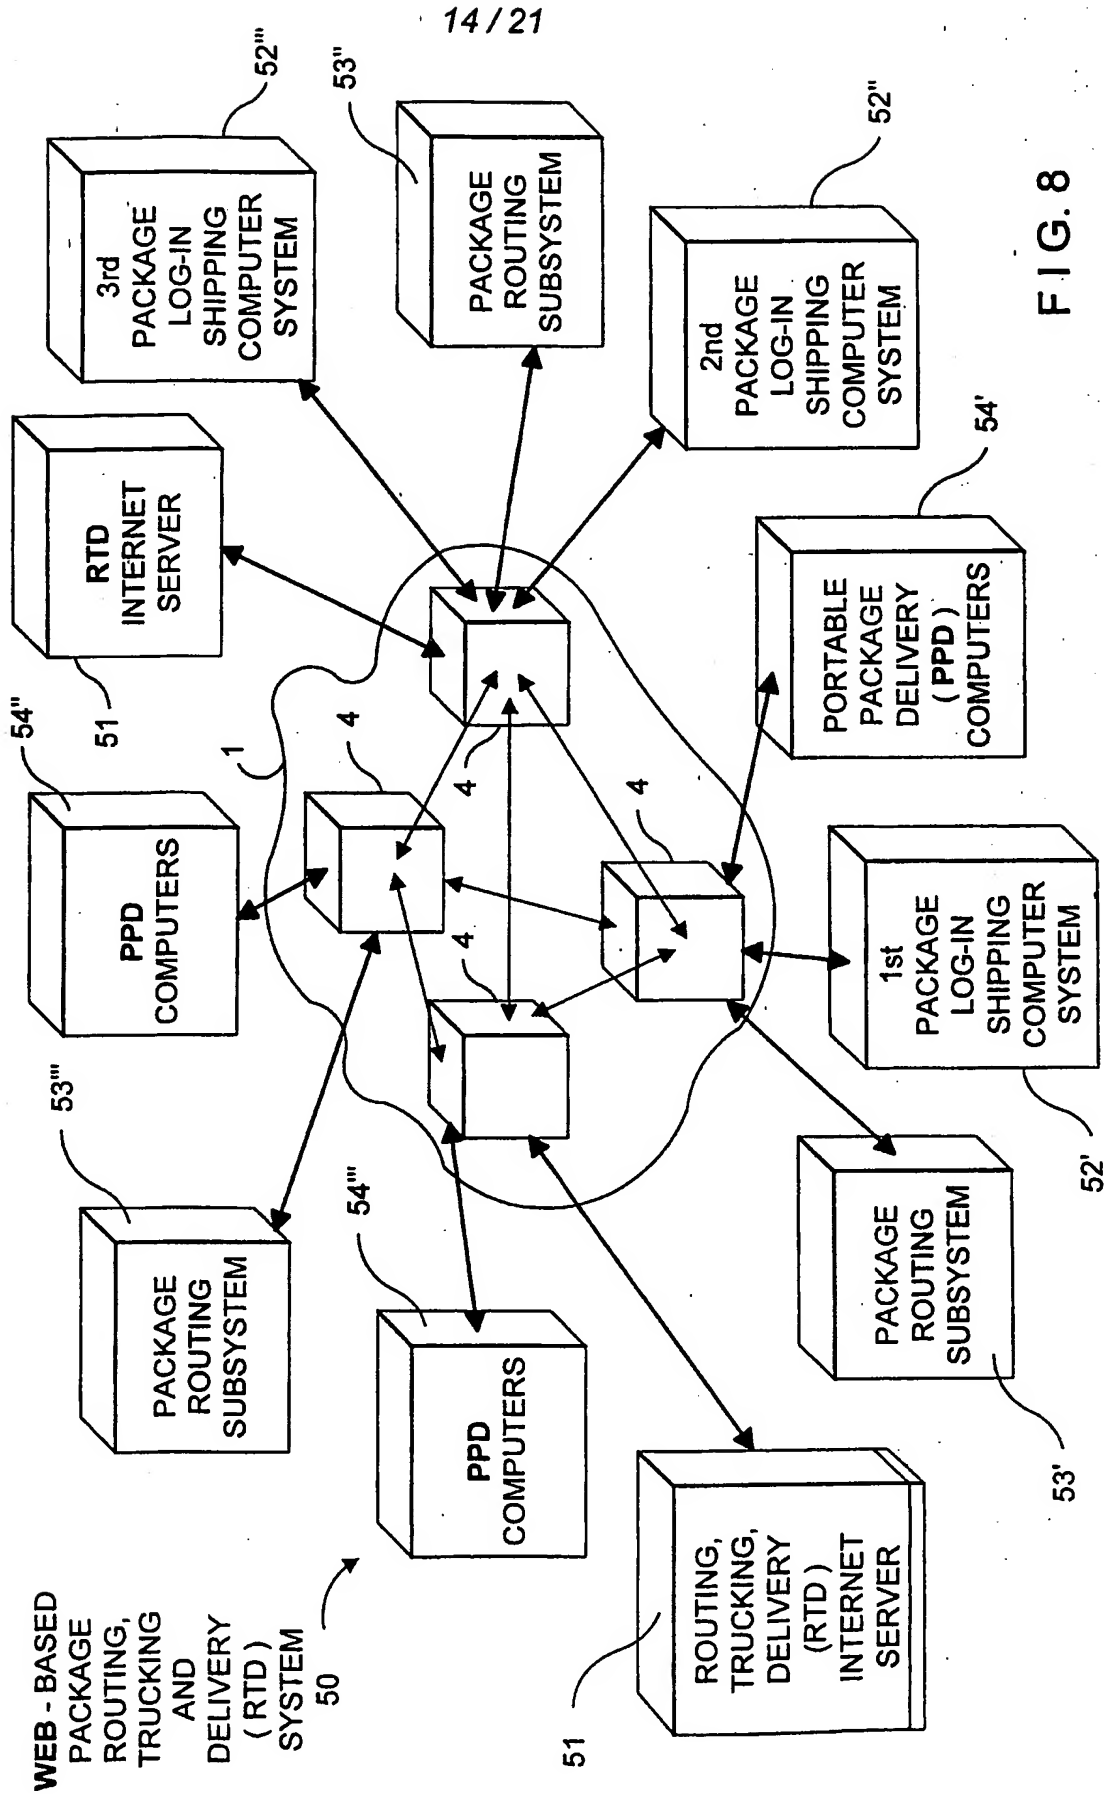 14/21
WEB - BASED
PACKAGE
ROUTING,
TRUCKING
AND
DELIVERY
(RTD)
SYSTEM
50
PACKAGE
ROUTING
SUBSYSTEM
53'''
PPD
COMPUTERS
54''
RTD
INTERNET
SERVER
51
3rd
PACKAGE
LOG-IN
SHIPPING
COMPUTER
SYSTEM
52'''
1
4
4
4
4
PPD
COMPUTERS
54'''
PACKAGE
ROUTING
SUBSYSTEM
53''
ROUTING,
TRUCKING,
DELIVERY
(RTD)
INTERNET
SERVER
51
PACKAGE
ROUTING
SUBSYSTEM
53'
1st
PACKAGE
LOG-IN
SHIPPING
COMPUTER
SYSTEM
52'
PORTABLE
PACKAGE
DELIVERY
(PPD)
COMPUTERS
54'
2nd
PACKAGE
LOG-IN
SHIPPING
COMPUTER
SYSTEM
52''
FIG. 8